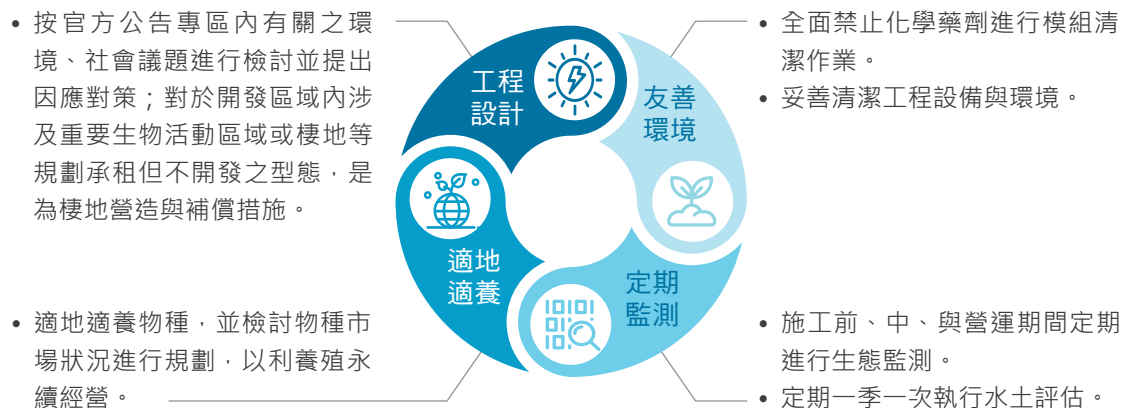 • 按官方公告專區內有關之環
境、社會議題進行檢討並提出
因應對策；對於開發區域內涉
及重要生物活動區域或棲地等
規劃承租但不開發之型態，是
為棲地營造與補償措施。
工程
設計
友善
環境
• 全面禁止化學藥劑進行模組清
潔作業。
• 妥善清潔工程設備與環境。
適地
適養
定期
監測
• 適地適養物種，並檢討物種市
場狀況進行規劃，以利養殖永
續經營。
• 施工前、中、與營運期間定期
進行生態監測。
• 定期一季一次執行水土評估。